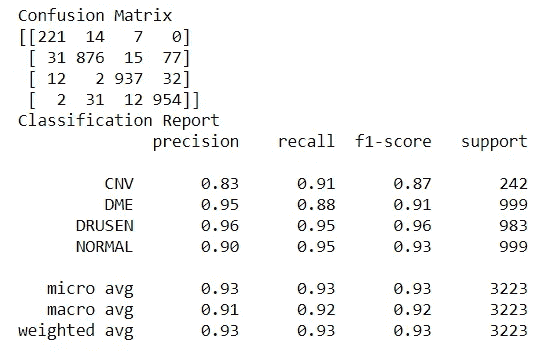 Confusion Matrix
[[221 14 7 0]
[ 31 876 15 77]
[ 12 2 937 32]
[ 2 31 12 954]]
Classification Report
precision recall f1-score support
CNV 0.83 0.91 0.87 242
DME 0.95 0.88 0.91 999
DRUSEN 0.96 0.95 0.96 983
NORMAL 0.90 0.95 0.93 999
micro avg 0.93 0.93 0.93 3223
macro avg 0.91 0.92 0.92 3223
weighted avg 0.93 0.93 0.93 3223